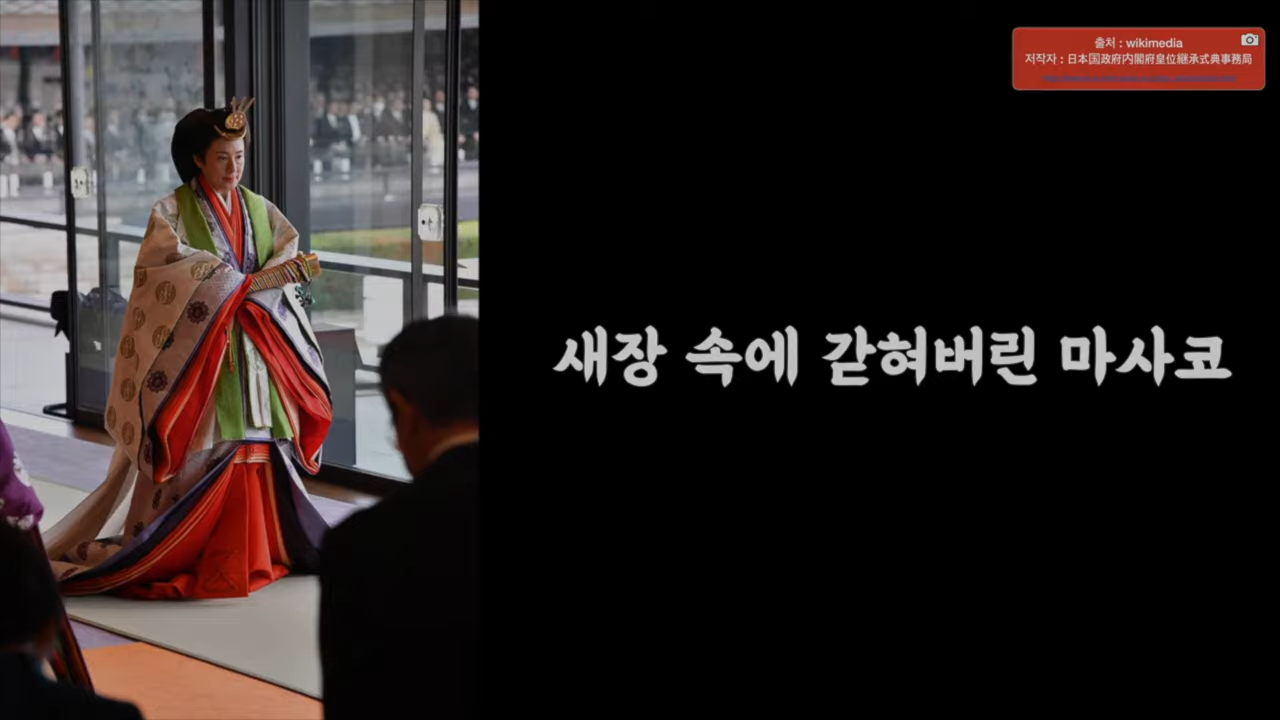 출처 : wikimedia
저작자 : 日本国政府内閣府皇位継承式典事務局
새장 속에 갇혀버린 마사코